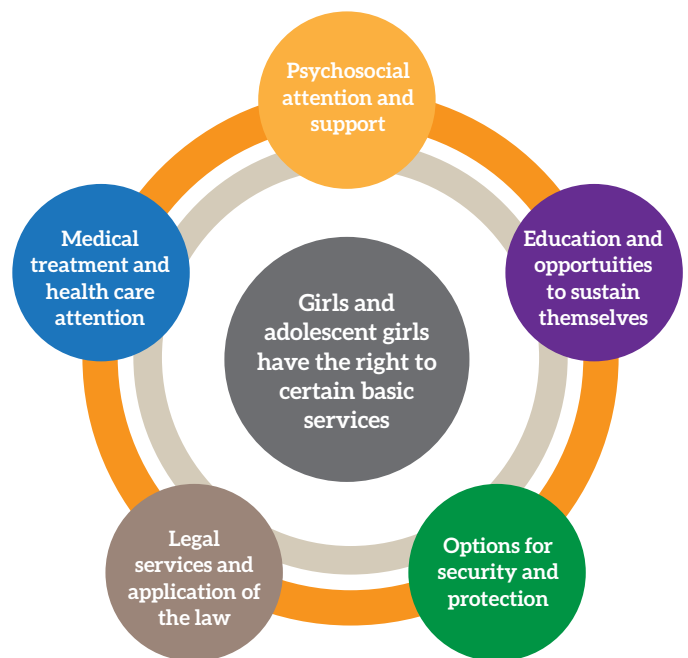 Psychosocial
attention and
support
Education and
opportuities
to sustain
themselves
Options for
security and
protection
Legal
services and
application of
the law
Medical
treatment and
health care
attention
Girls and
adolescent girls
have the right to
certain basic
services